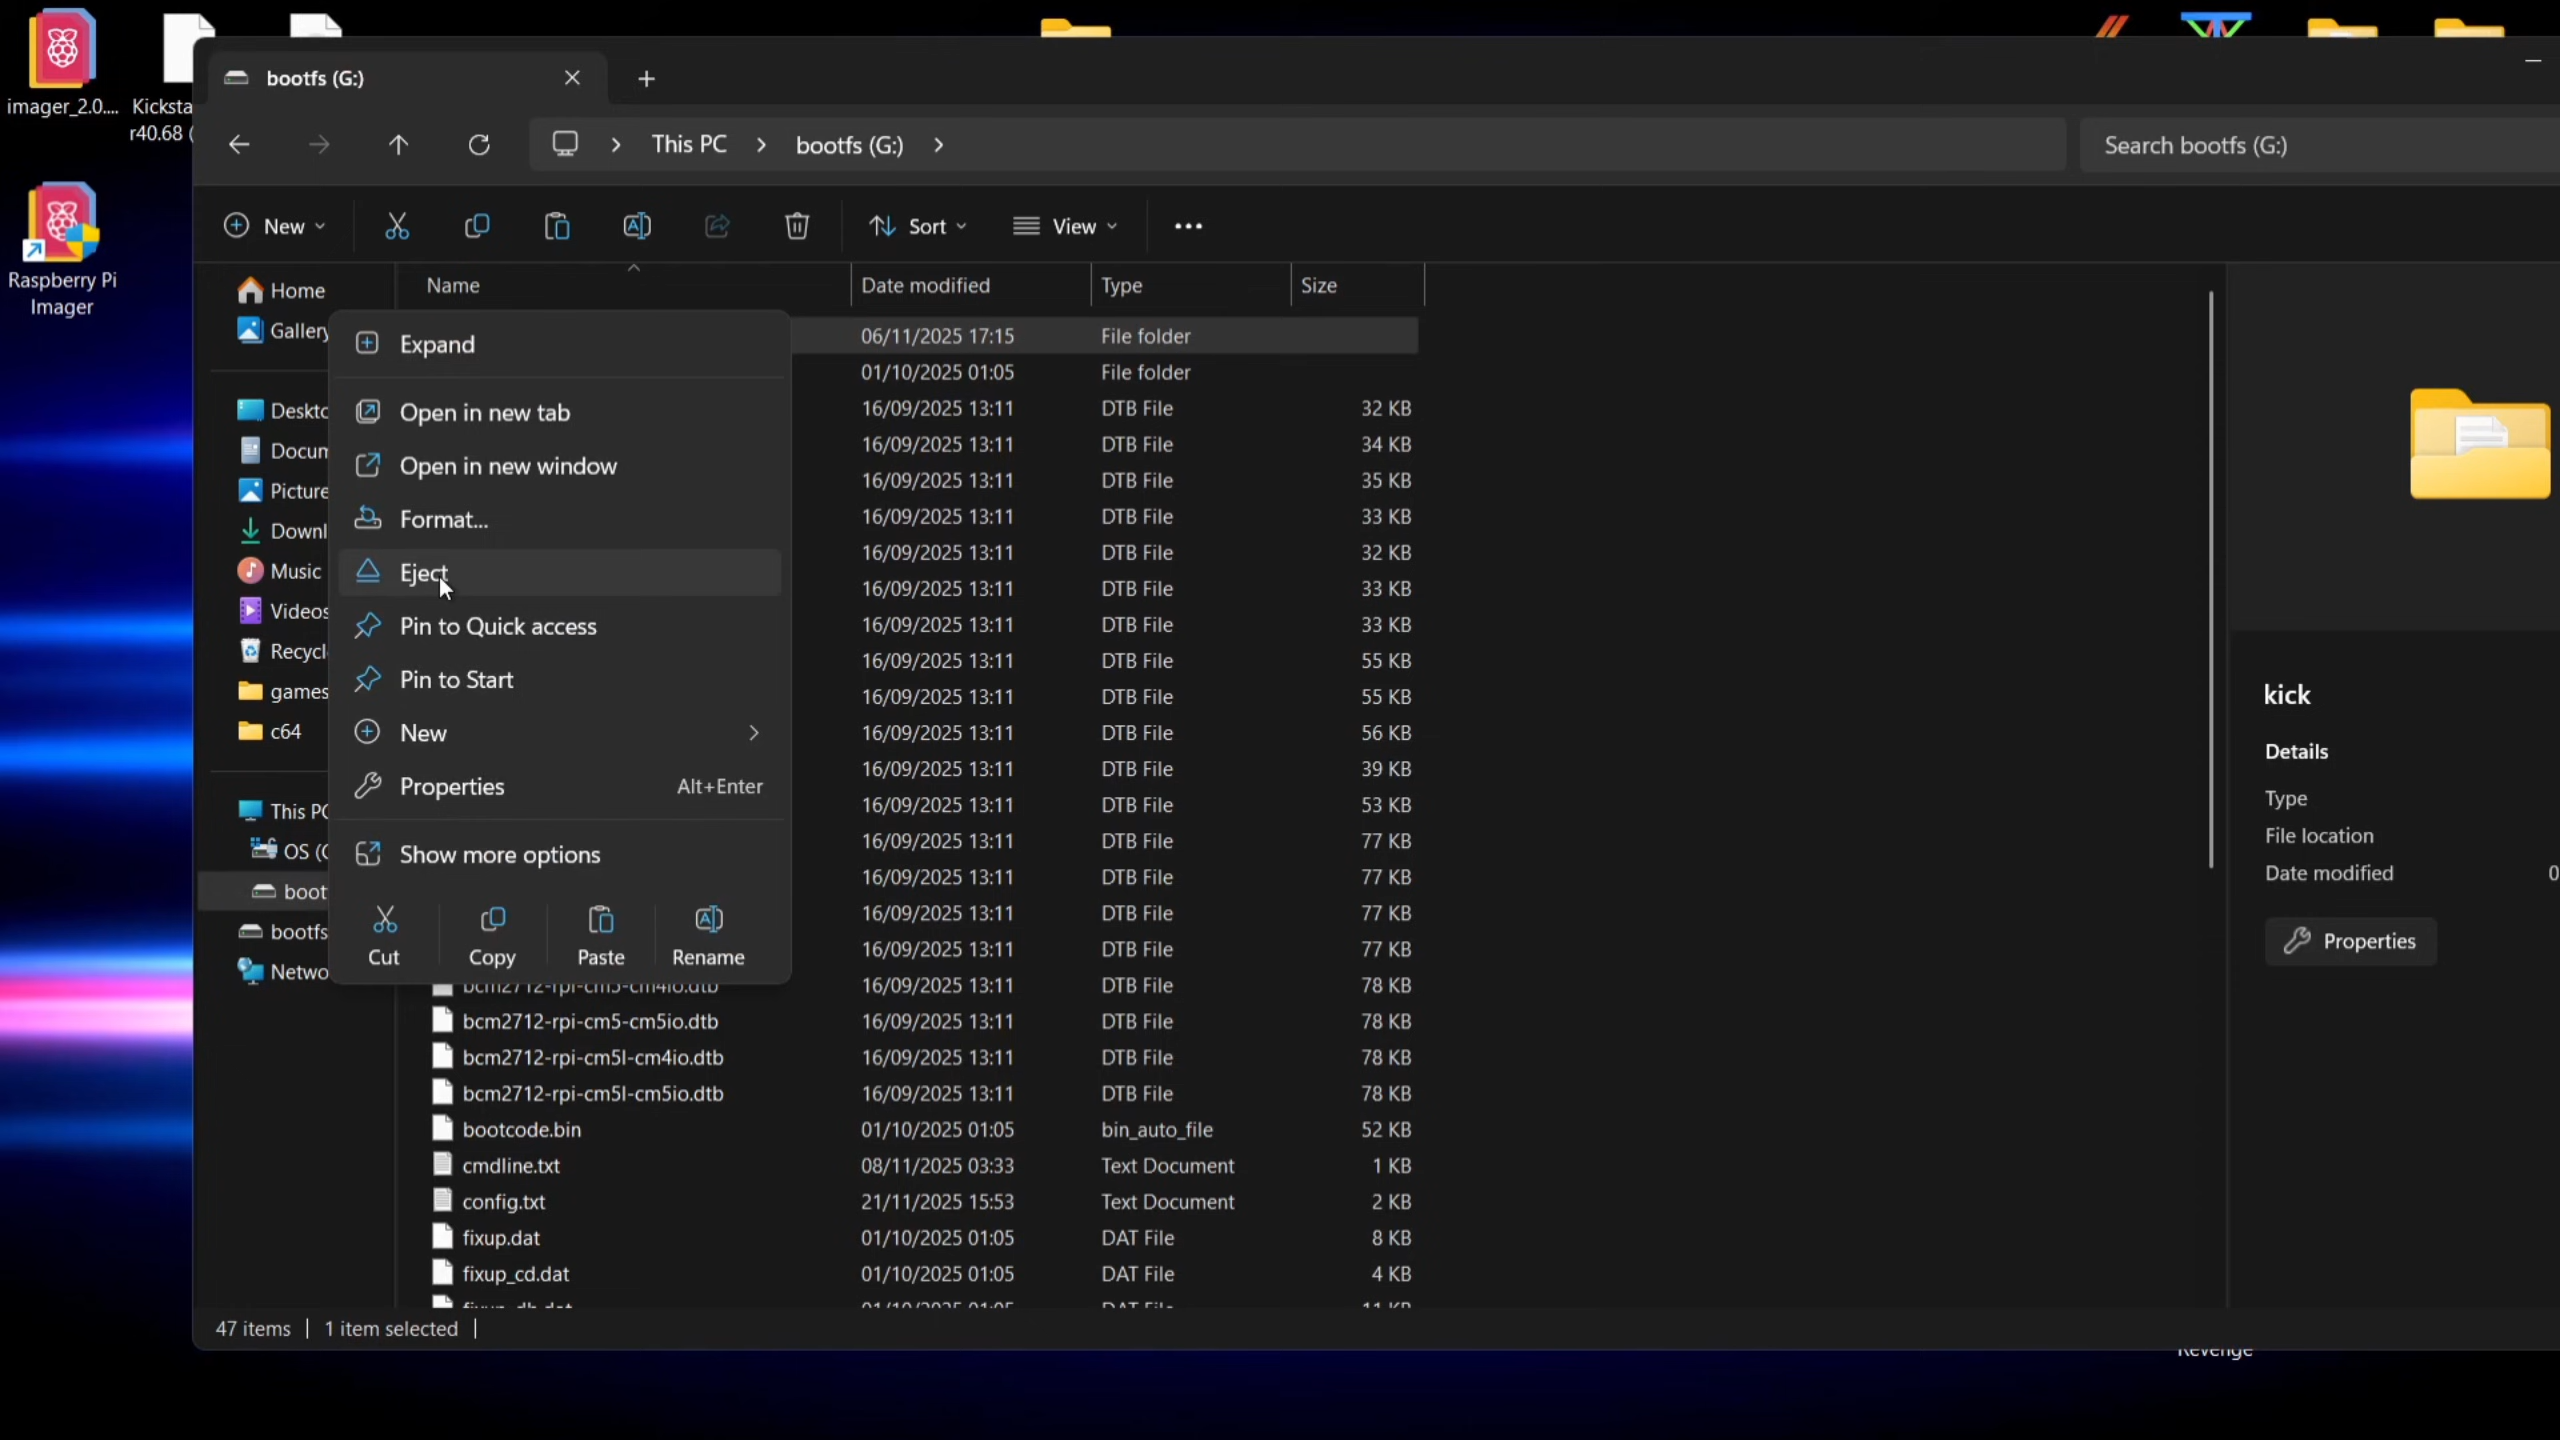 imager_2.0....
Kicksta
r40.68 (
Raspberry Pi
Imager
bootfs (G:)
This PC
bootfs (G:)
Search bootfs (G:)
New
Sort
View
Name
Date modified
Type
Size
Home
Gallery
Deskto
Docum
Picture
Downl
Music
Videos
Recycl
games
c64
This PC
OS (C
boot
bootfs
Netwo
Expand
Open in new tab
Open in new window
Format...
Eject
Pin to Quick access
Pin to Start
New
Properties Alt+Enter
Show more options
Cut
Copy
Paste
Rename
06/11/2025 17:15 File folder
01/10/2025 01:05 File folder
16/09/2025 13:11 DTB File 32 KB
16/09/2025 13:11 DTB File 34 KB
16/09/2025 13:11 DTB File 35 KB
16/09/2025 13:11 DTB File 33 KB
16/09/2025 13:11 DTB File 32 KB
16/09/2025 13:11 DTB File 33 KB
16/09/2025 13:11 DTB File 33 KB
16/09/2025 13:11 DTB File 55 KB
16/09/2025 13:11 DTB File 55 KB
16/09/2025 13:11 DTB File 56 KB
16/09/2025 13:11 DTB File 39 KB
16/09/2025 13:11 DTB File 53 KB
16/09/2025 13:11 DTB File 77 KB
16/09/2025 13:11 DTB File 77 KB
16/09/2025 13:11 DTB File 77 KB
16/09/2025 13:11 DTB File 77 KB
bcm2712-rpi-cm5-cm4io.dtb 16/09/2025 13:11 DTB File 78 KB
bcm2712-rpi-cm5-cm5io.dtb 16/09/2025 13:11 DTB File 78 KB
bcm2712-rpi-cm5l-cm4io.dtb 16/09/2025 13:11 DTB File 78 KB
bcm2712-rpi-cm5l-cm5io.dtb 16/09/2025 13:11 DTB File 78 KB
bootcode.bin 01/10/2025 01:05 bin_auto_file 52 KB
cmdline.txt 08/11/2025 03:33 Text Document 1 KB
config.txt 21/11/2025 15:53 Text Document 2 KB
fixup.dat 01/10/2025 01:05 DAT File 8 KB
fixup_cd.dat 01/10/2025 01:05 DAT File 4 KB
fixup_db.dat 01/10/2025 01:05 DAT File 11 KB
kick
Details
Type
File location
Date modified 0
Properties
47 items
1 item selected
Revenge